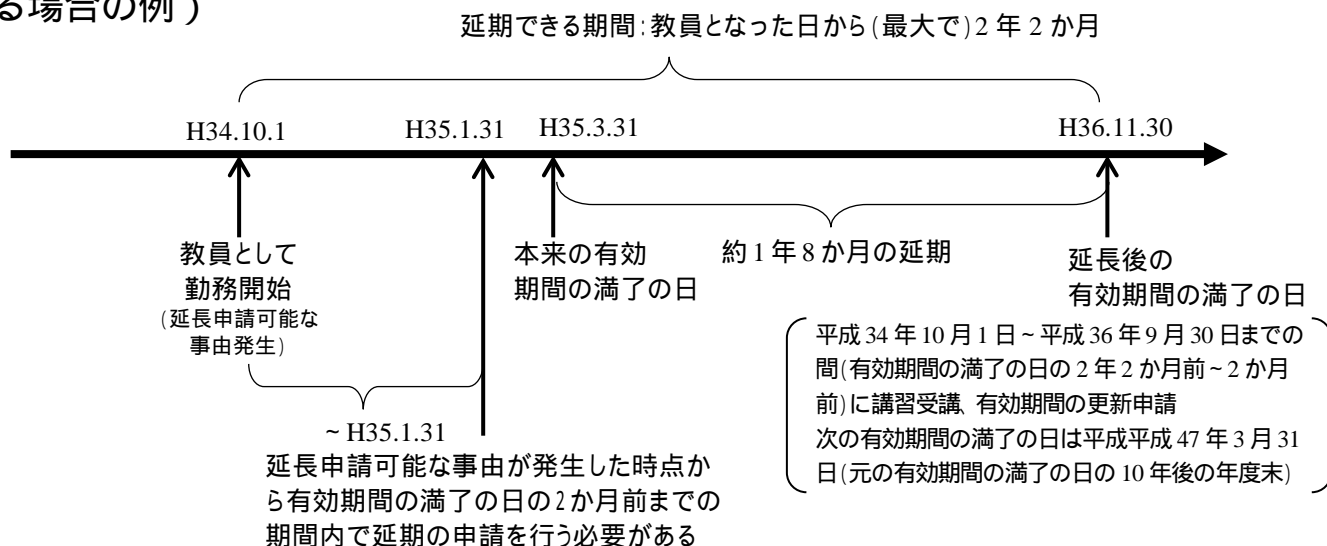 る場合の例）
延期できる期間：教員となった日から（最大で）2年2か月
H34.10.1
H35.1.31
H35.3.31
H36.11.30
教員として
勤務開始
（延長申請可能な
事由発生）
本来の有効
期間の満了の日
約1年8か月の延期
延長後の
有効期間の満了の日
平成34年10月1日～平成36年9月30日までの
間（有効期間の満了の日の2年2か月前～2か月
前）に講習受講、有効期間の更新申請
次の有効期間の満了の日は平成平成47年3月31
日（元の有効期間の満了の日の10年後の年度末）
～H35.1.31
延長申請可能な事由が発生した時点か
ら有効期間の満了の日の2か月前までの
期間内で延期の申請を行う必要がある